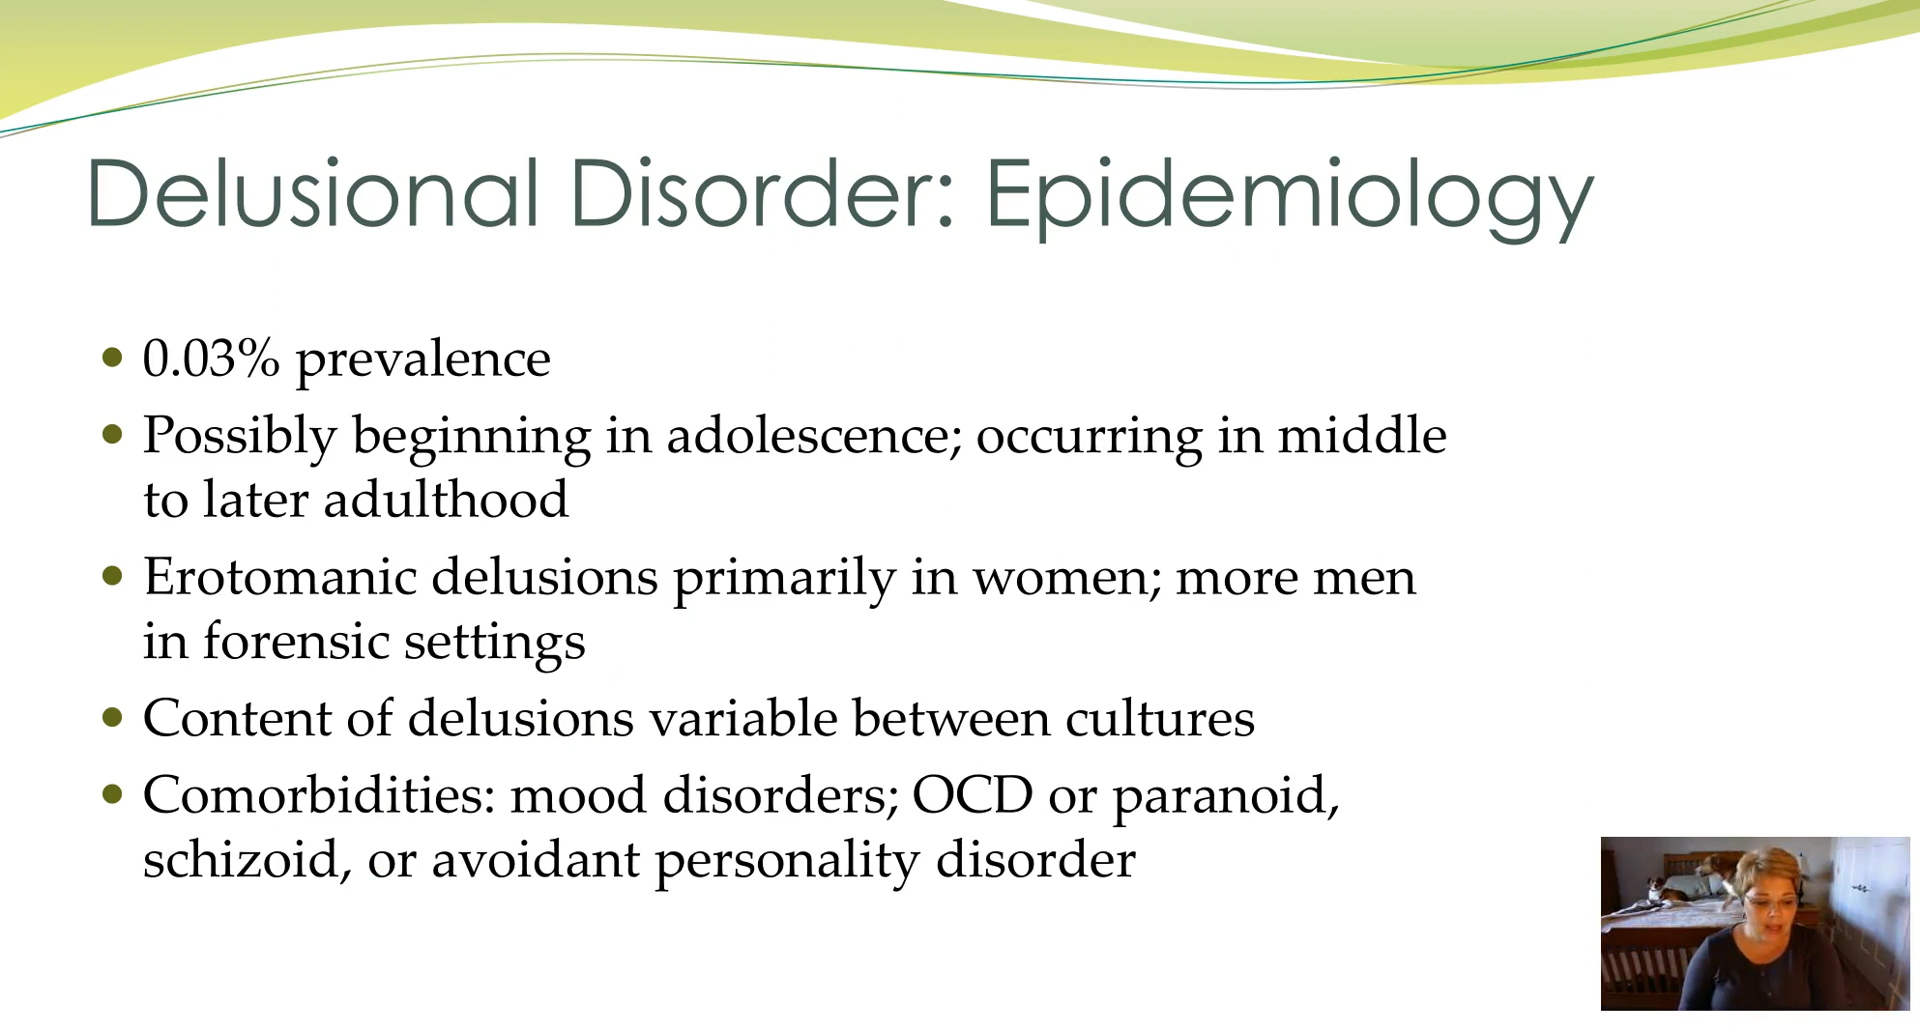 Delusional Disorder: Epidemiology
• 0.03% prevalence
• Possibly beginning in adolescence; occurring in middle
to later adulthood
• Erotomanic delusions primarily in women; more men
in forensic settings
• Content of delusions variable between cultures
• Comorbidities: mood disorders; OCD or paranoid,
schizoid, or avoidant personality disorder